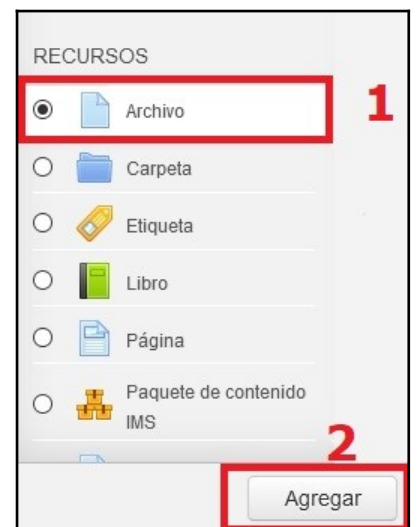 RECURSOS
Archivo
1
Carpeta
Etiqueta
Libro
Página
Paquete de contenido
IMS
2
Agregar